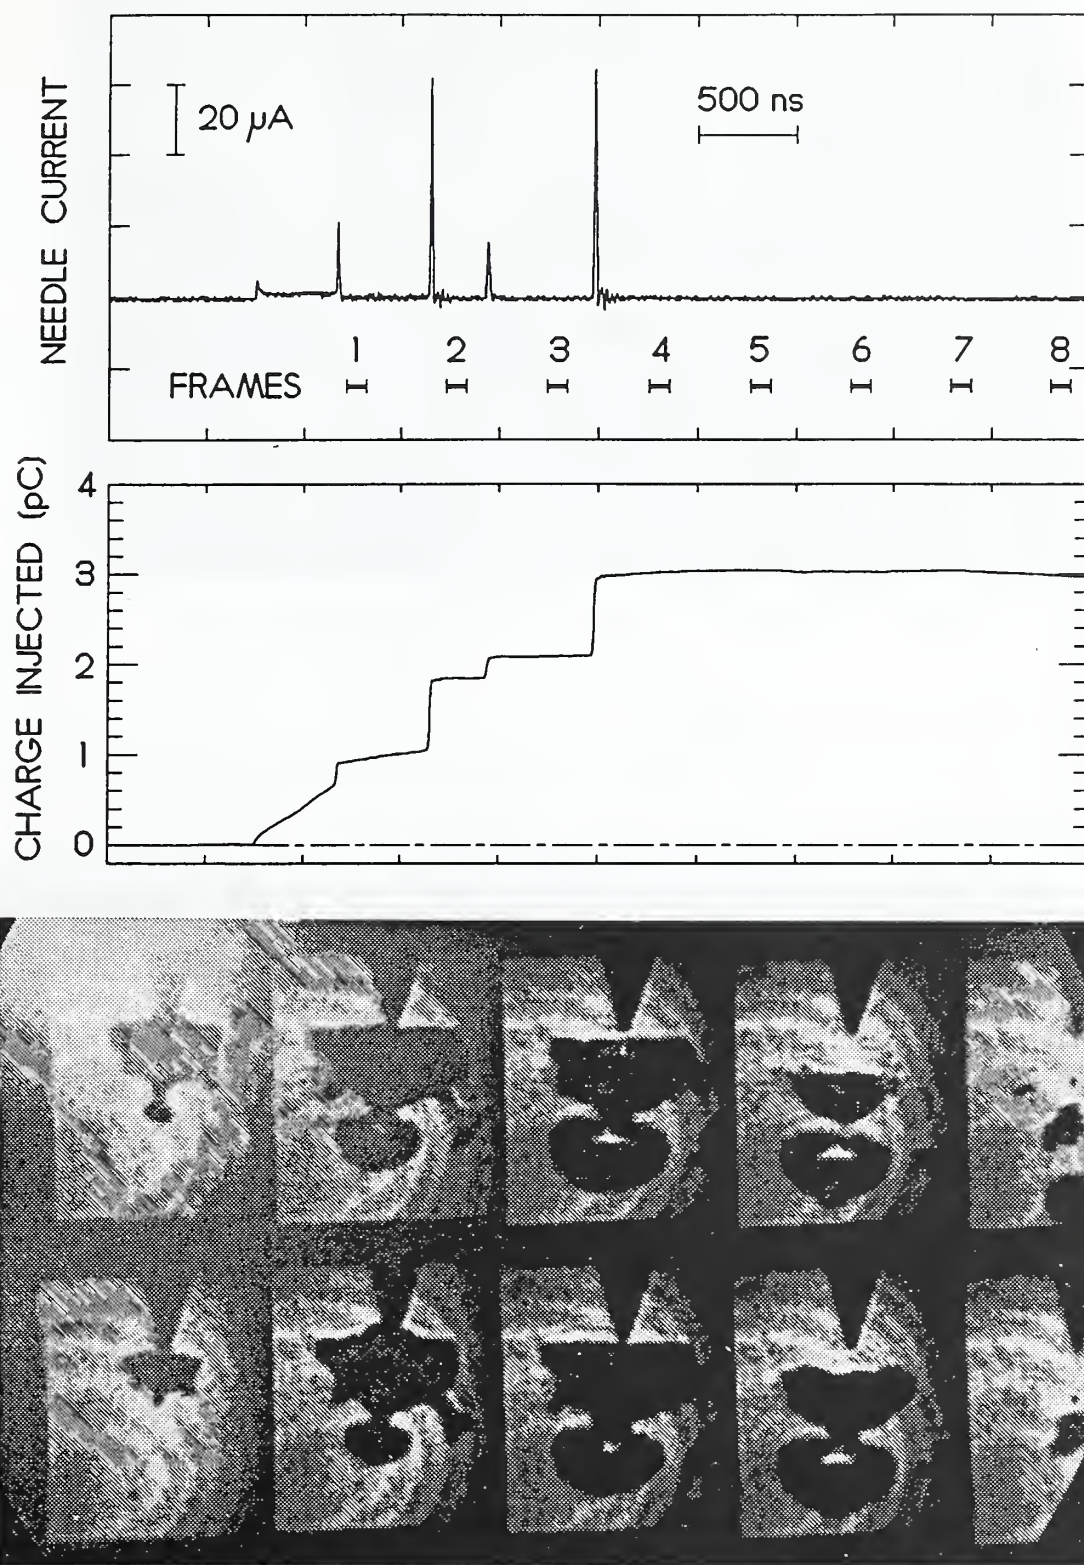 NEEDLE CURRENT
20 μA
500 ns
1 2 3 4 5 6 7 8
FRAMES
CHARGE INJECTED (pC)
4
3
2
1
0